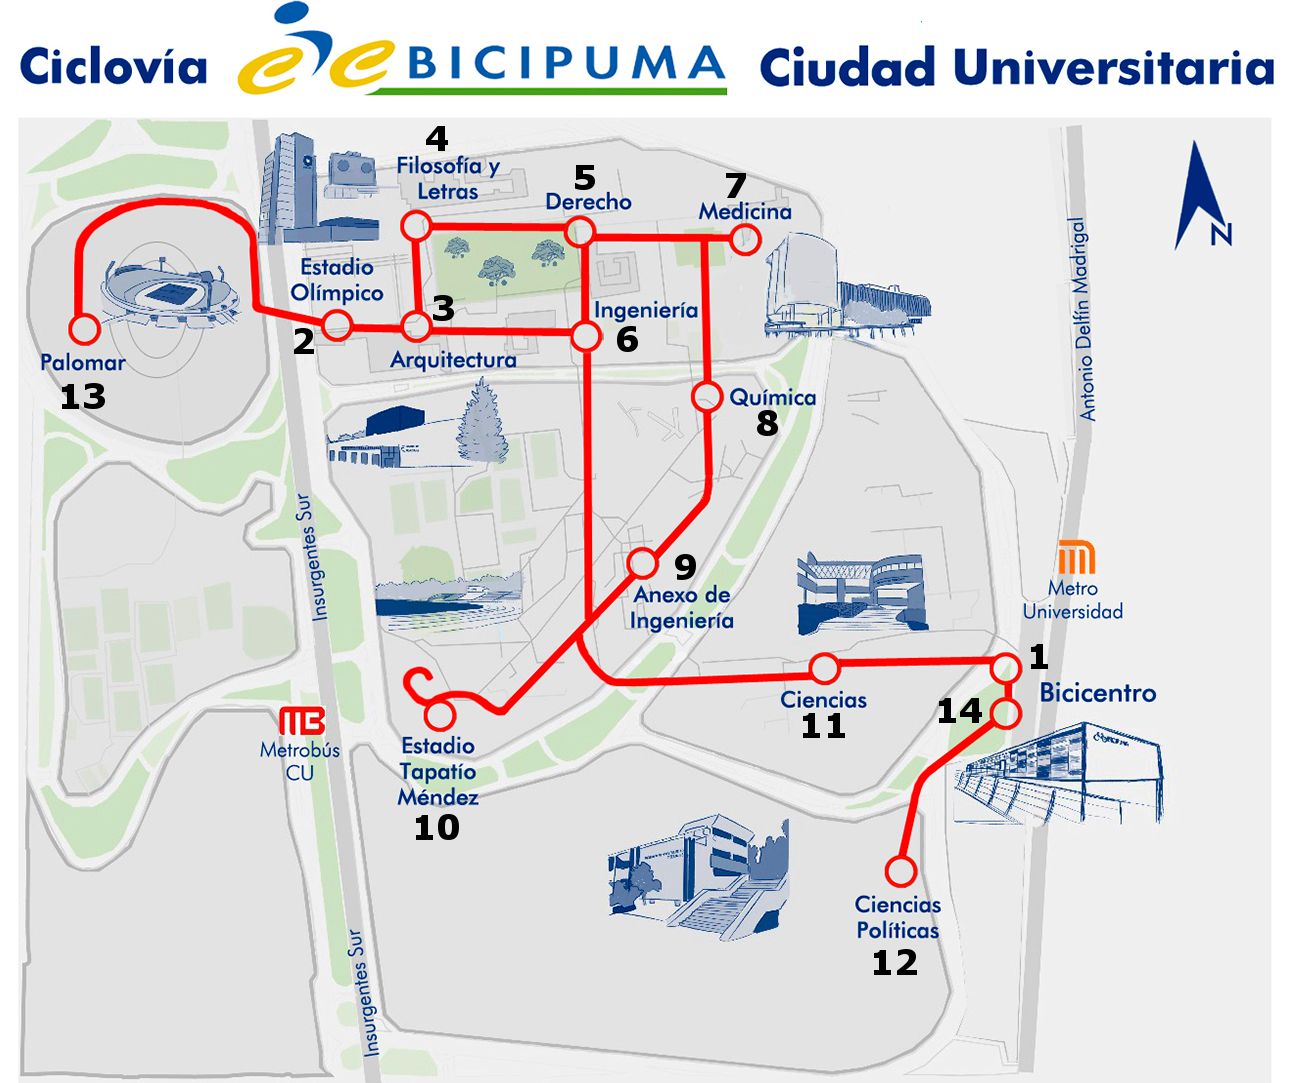 Ciclovía BICIPUMA Ciudad Universitaria
4
Filosofía y
Letras
5
Derecho
7
Medicina
N
Estadio
Olímpico
2
3
Arquitectura
Ingeniería
6
Palomar
13
Química
8
Antonio Delfín Madrigal
Insurgentes Sur
9
Anexo de
Ingeniería
Metro
Universidad
1
Bicicentro
14
Ciencias
11
MB
Metrobús
CU
Estadio
Tapatío
Méndez
10
Ciencias
Políticas
12
Insurgentes Sur